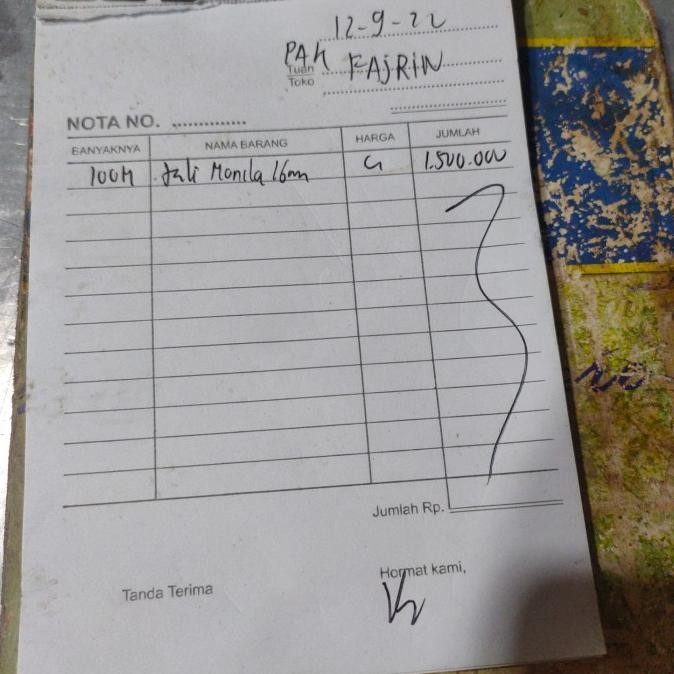 12-9-22
PAK FAJRIN
Tuan
Toko
NOTA NO. ..............
BANYAKNYA NAMA BARANG HARGA JUMLAH
100M Tali Manila 16mm 1.500.000
Jumlah Rp.
Tanda Terima Hormat kami,